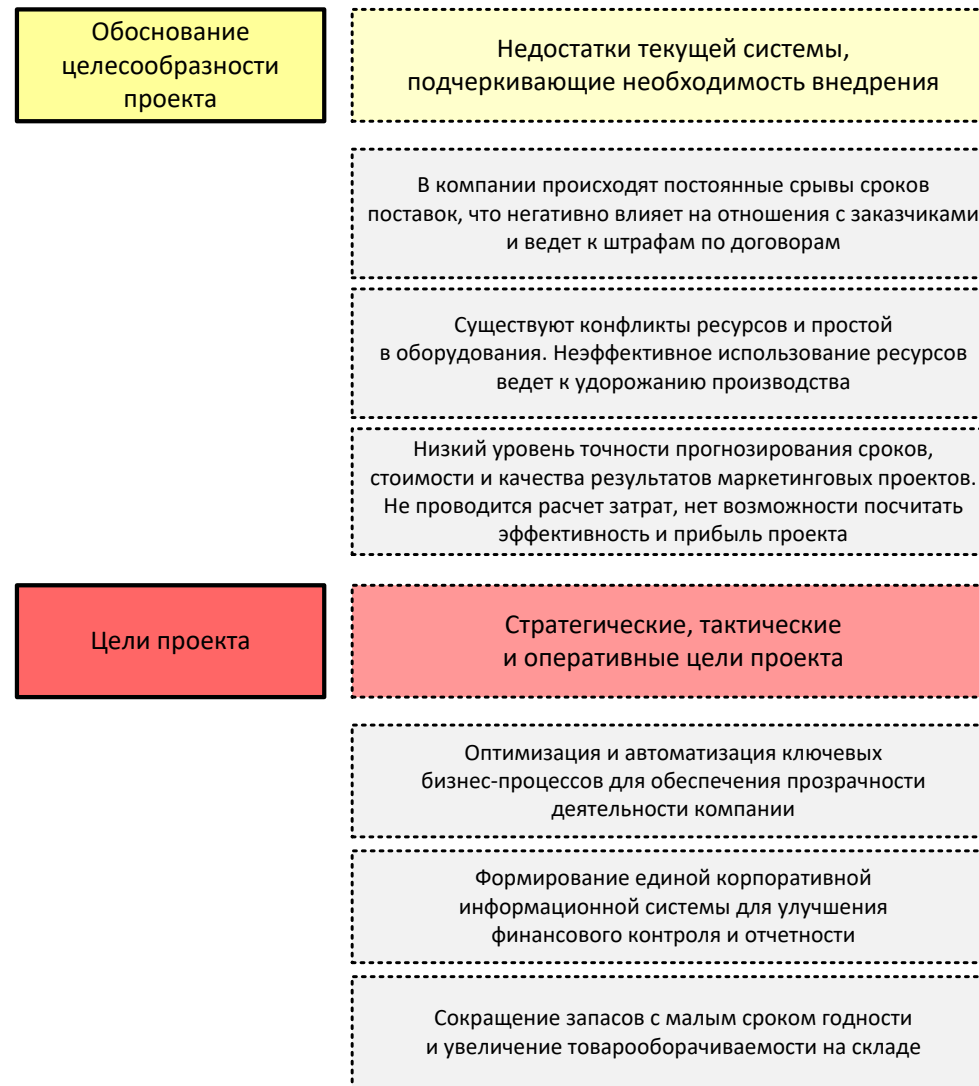 Обоснование
целесообразности
проекта
Недостатки текущей системы,
подчеркивающие необходимость внедрения
В компании происходят постоянные срывы сроков
поставок, что негативно влияет на отношения с заказчиками
и ведет к штрафам по договорам
Существуют конфликты ресурсов и простой
в оборудования. Неэффективное использование ресурсов
ведет к удорожанию производства
Низкий уровень точности прогнозирования сроков,
стоимости и качества результатов маркетинговых проектов.
Не проводится расчет затрат, нет возможности посчитать
эффективность и прибыль проекта
Цели проекта
Стратегические, тактические
и оперативные цели проекта
Оптимизация и автоматизация ключевых
бизнес-процессов для обеспечения прозрачности
деятельности компании
Формирование единой корпоративной
информационной системы для улучшения
финансового контроля и отчетности
Сокращение запасов с малым сроком годности
и увеличение товарооборачиваемости на складе